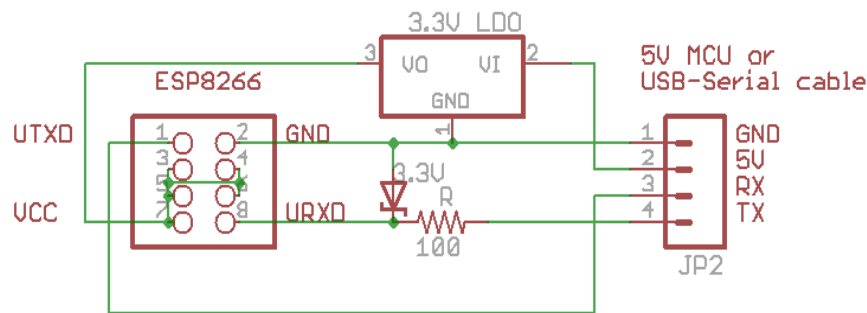 3.3V LDO
3 VO VI 2
GND
1
5V MCU or
USB-Serial cable
ESP8266
UTXD 1 2 GND
3 4
5
VCC 7 8 URXD
3.3V
R
100
1 GND
2 5V
3 RX
4 TX
JP2